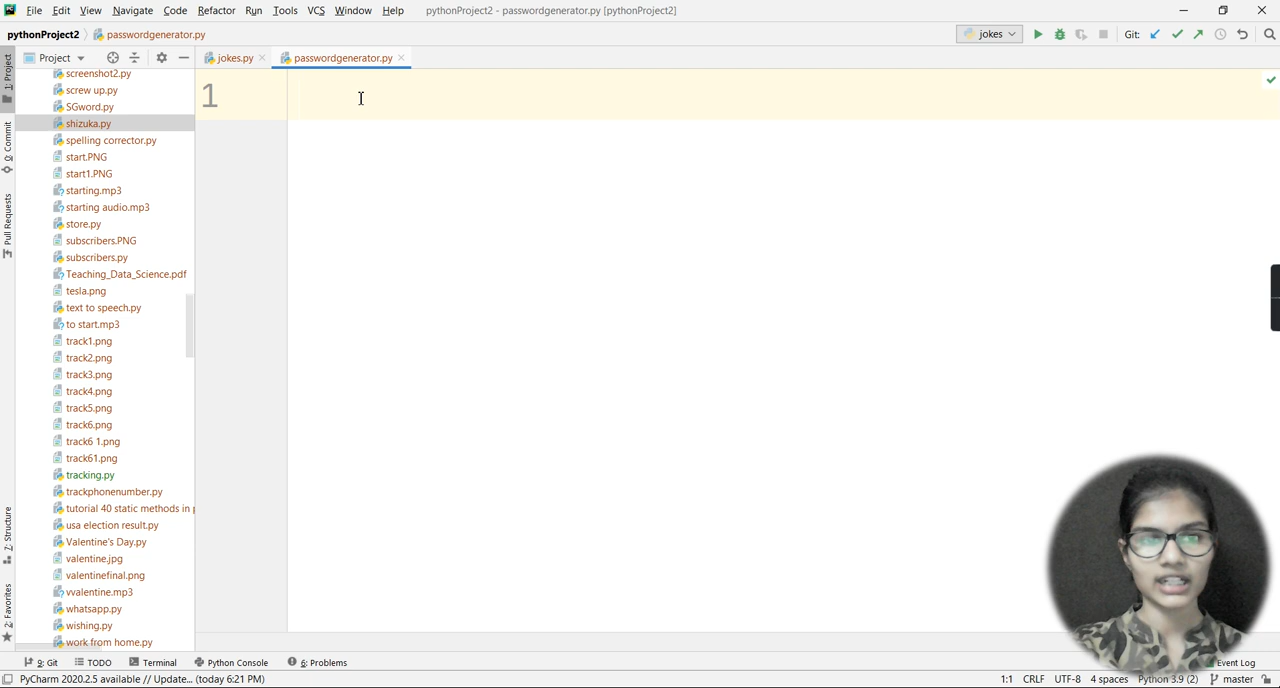 File Edit View Navigate Code Refactor Run Tools VCS Window Help pythonProject2 - passwordgenerator.py [pythonProject2]
pythonProject2 passwordgenerator.py jokes Git:
1: Project
Project
jokes.py passwordgenerator.py
screenshot2.py
screw up.py
SGword.py
shizuka.py
spelling corrector.py
start.PNG
start1.PNG
starting.mp3
starting audio.mp3
store.py
subscribers.PNG
subscribers.py
Teaching_Data_Science.pdf
tesla.png
text to speech.py
to start.mp3
track1.png
track2.png
track3.png
track4.png
track5.png
track6.png
track6 1.png
track61.png
tracking.py
trackphonenumber.py
tutorial 40 static methods in
usa election result.py
Valentine's Day.py
valentine.jpg
valentinefinal.png
vvalentine.mp3
whatsapp.py
wishing.py
work from home.py
1
0: Commit
Pull Requests
7: Structure
2: Favorites
9: Git TODO Terminal Python Console 6: Problems Event Log
PyCharm 2020.2.5 available // Update... (today 6:21 PM) 1:1 CRLF UTF-8 4 spaces Python 3.9 (2) master